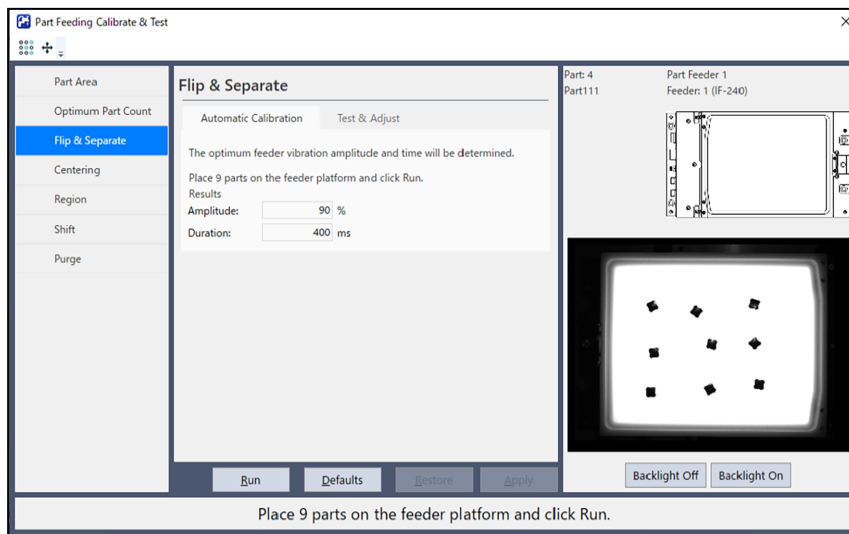 Part Feeding Calibrate & Test
Part Area
Optimum Part Count
Flip & Separate
Centering
Region
Shift
Purge
Flip & Separate
Automatic Calibration
Test & Adjust
The optimum feeder vibration amplitude and time will be determined.
Place 9 parts on the feeder platform and click Run.
Results
Amplitude: 90 %
Duration: 400 ms
Run
Defaults
Restore
Apply
Part: 4
Part Feeder 1
Part111
Feeder: 1 (IF-240)
Backlight Off
Backlight On
Place 9 parts on the feeder platform and click Run.